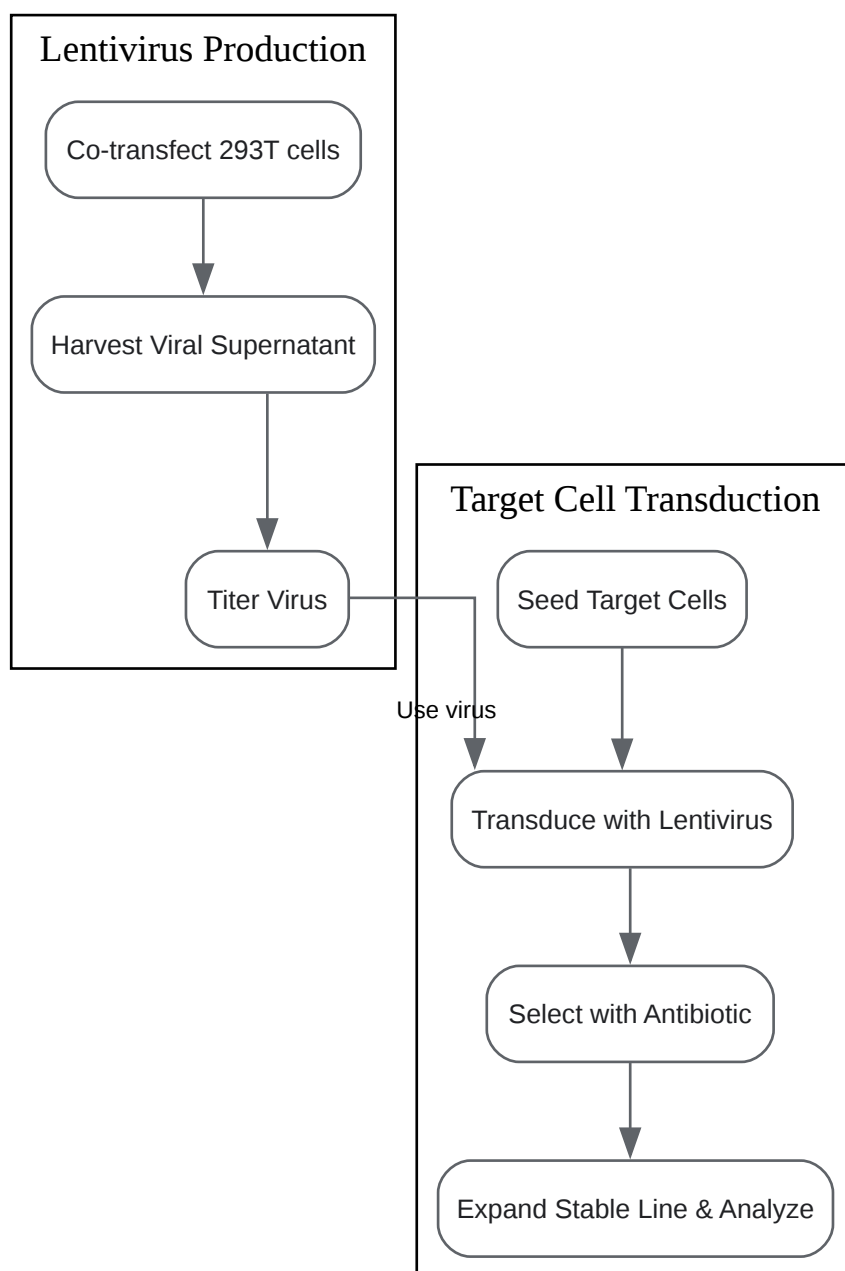 Lentivirus Production
Co-transfect 293T cells
Harvest Viral Supernatant
Titer Virus
Use virus
Target Cell Transduction
Seed Target Cells
Transduce with Lentivirus
Select with Antibiotic
Expand Stable Line & Analyze